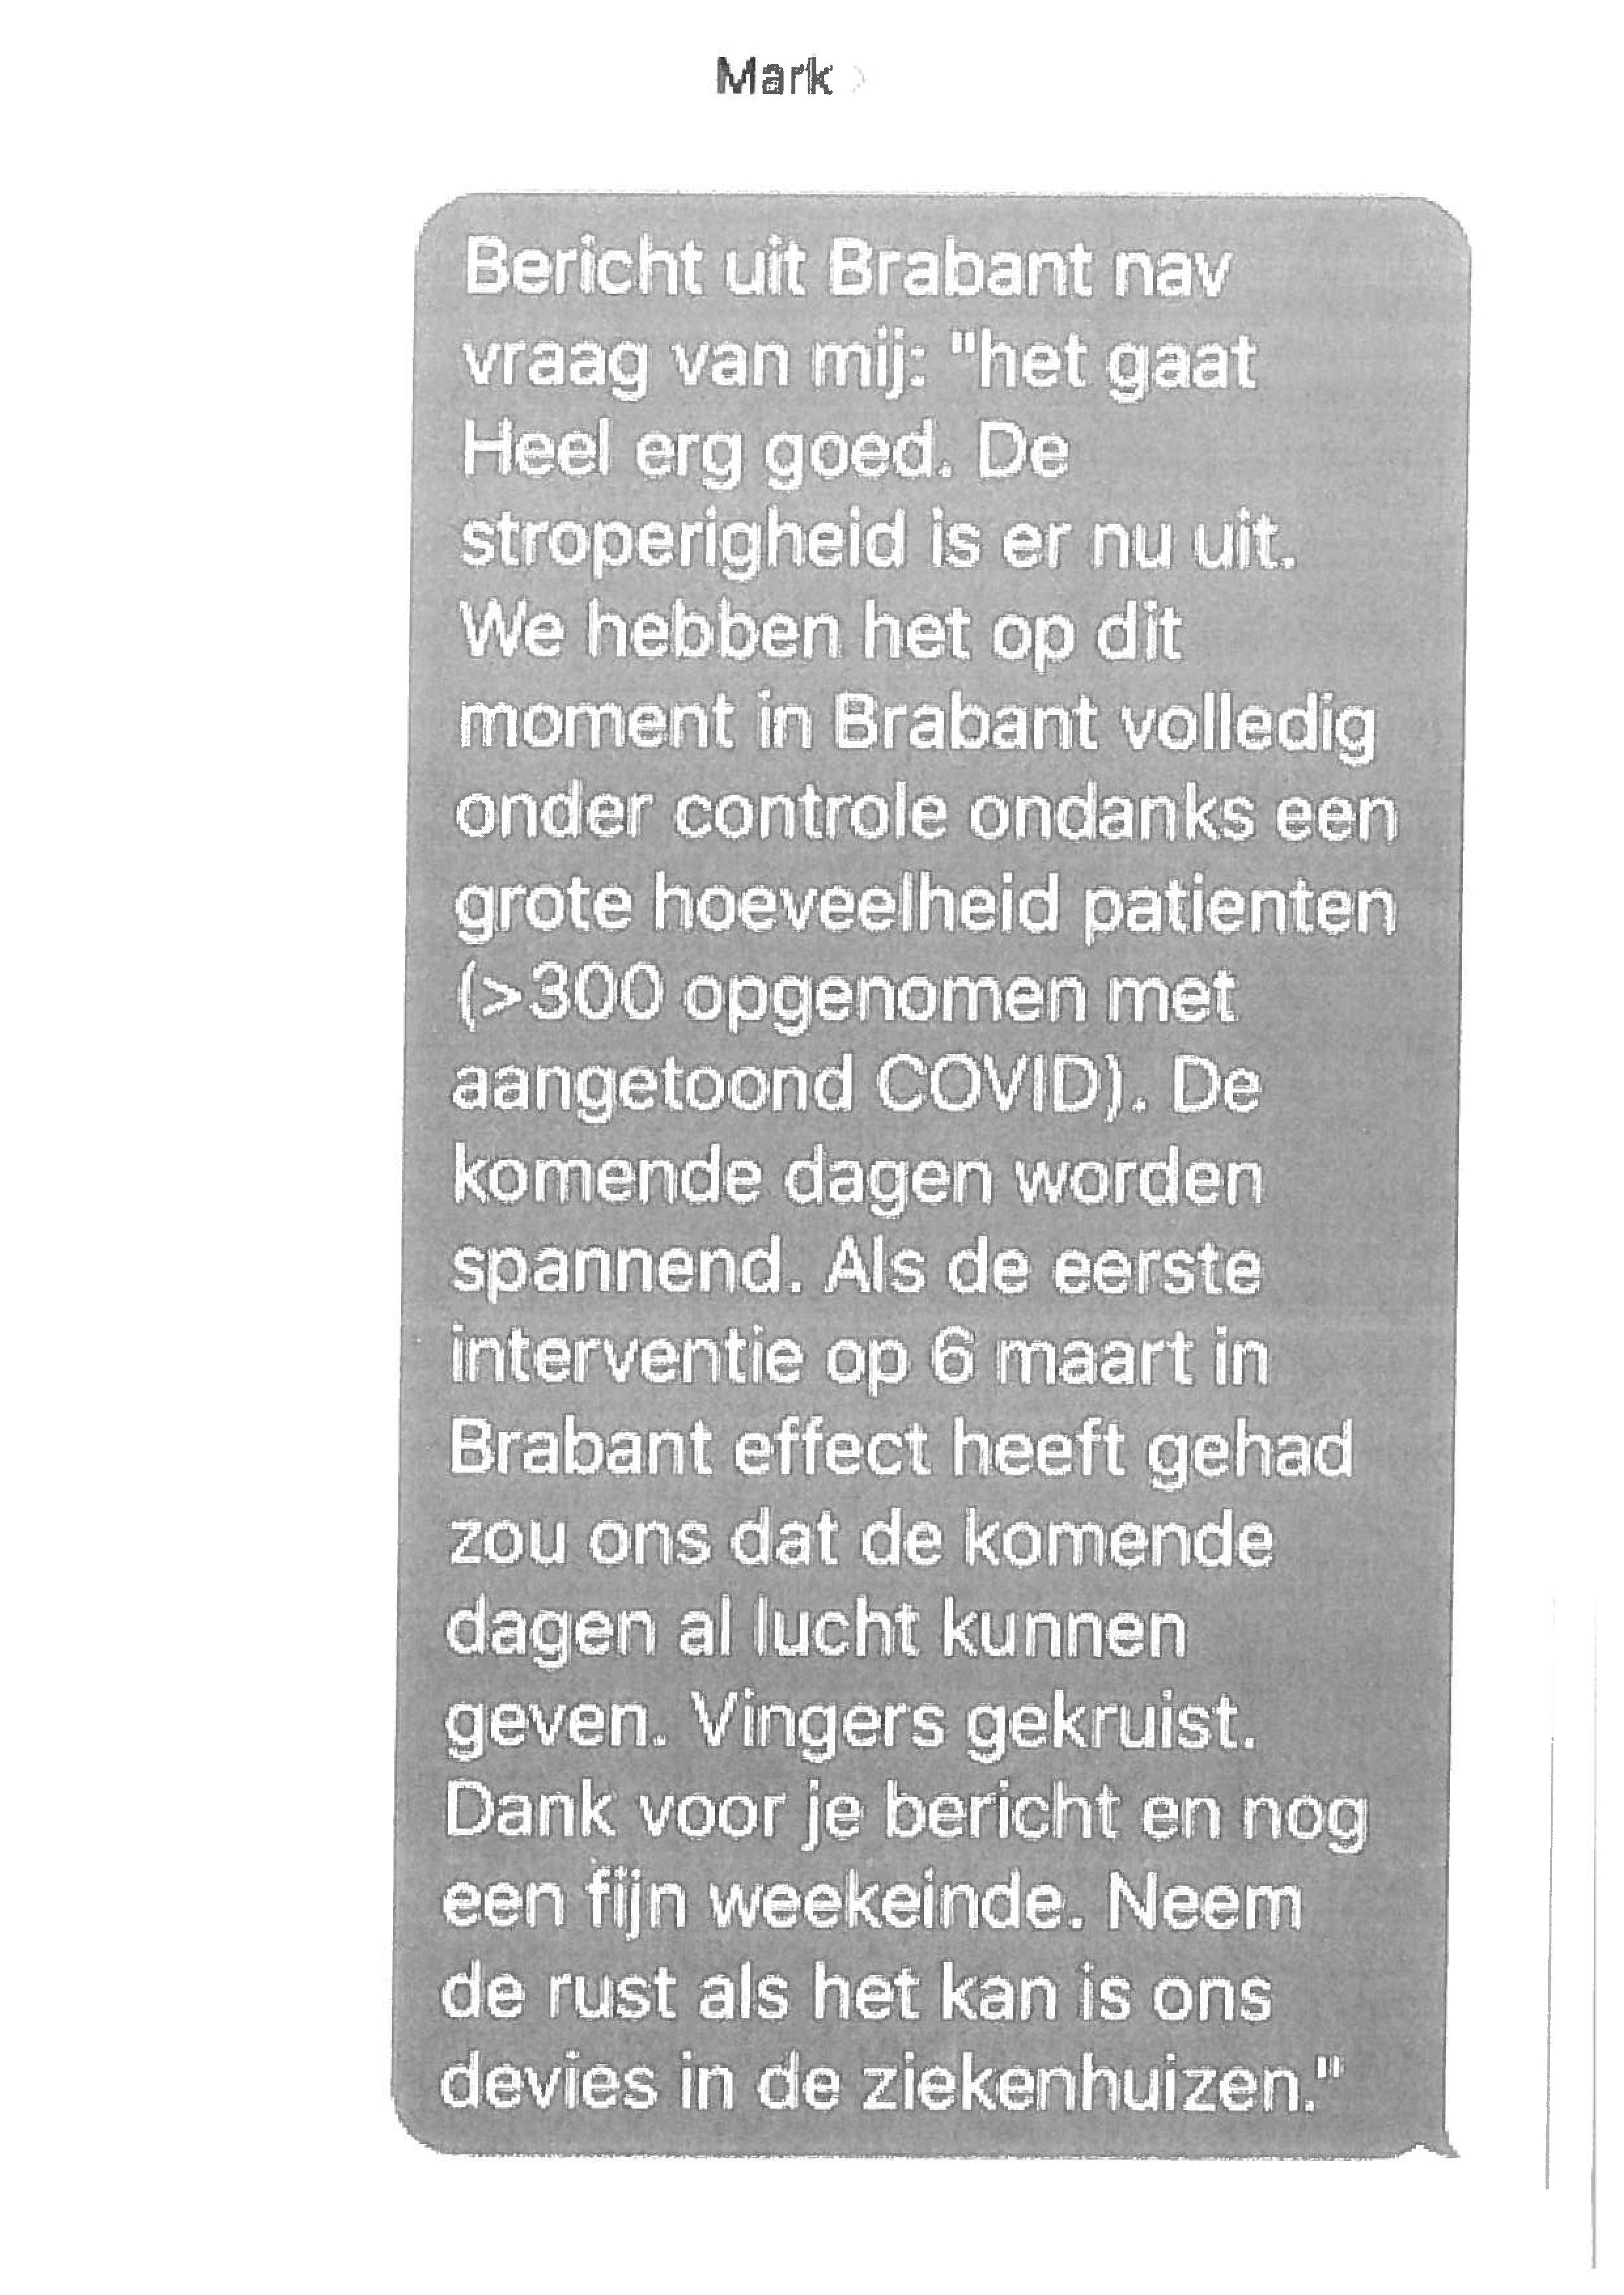 Mark >
Bericht uit Brabant nav
vraag van mij: "het gaat
Heel erg goed. De
stroperigheid is er nu uit.
We hebben het op dit
moment in Brabant volledig
onder controle ondanks een
grote hoeveelheid patienten
(>300 opgenomen met
aangetoond COVID). De
komende dagen worden
spannend. Als de eerste
interventie op 6 maart in
Brabant effect heeft gehad
zou ons dat de komende
dagen al lucht kunnen
geven. Vingers gekruist.
Dank voor je bericht en nog
een fijn weekeinde. Neem
de rust als het kan is ons
devies in de ziekenhuizen."